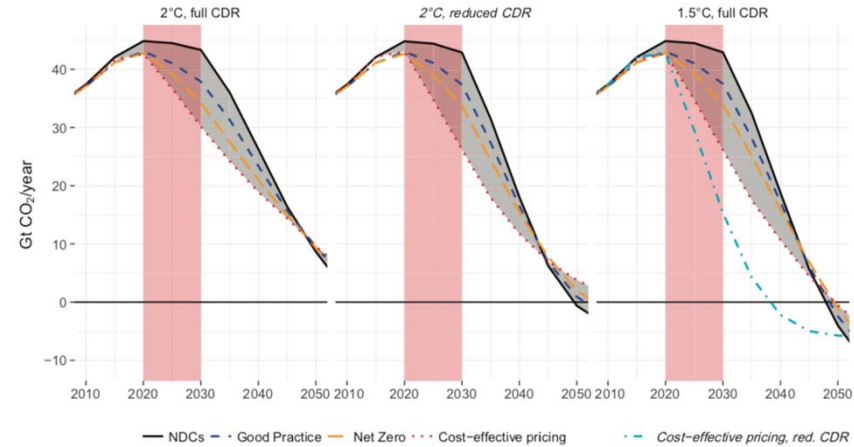 2°C, full CDR
2°C, reduced CDR
1.5°C, full CDR
Gt CO₂/year
40
30
20
10
0
−10
2010 2020 2030 2040 2050
2010 2020 2030 2040 2050
2010 2020 2030 2040 2050
NDCs Good Practice Net Zero Cost−effective pricing Cost−effective pricing, red. CDR